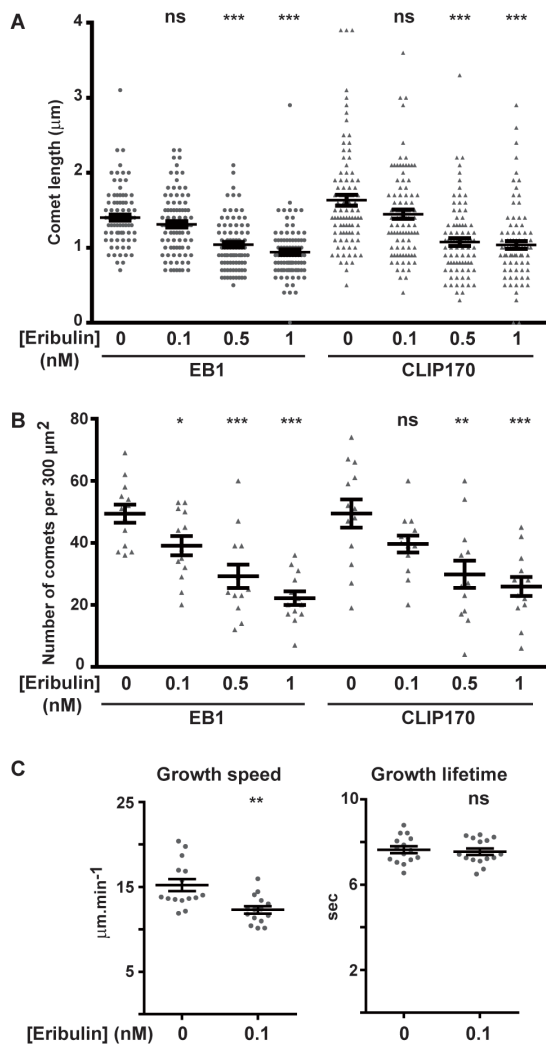 A
ns *** *** ns *** ***
4
3
2
1
0
Comet length (μm)
[Eribulin] 0 0.1 0.5 1 0 0.1 0.5 1
(nM)
EB1 CLIP170
B
* *** *** ns ** ***
80
60
40
20
0
Number of comets per 300 μm²
[Eribulin] 0 0.1 0.5 1 0 0.1 0.5 1
(nM)
EB1 CLIP170
C
Growth speed Growth lifetime
** ns
25
15
5
μm.min-1
10
8
6
4
2
sec
[Eribulin] (nM) 0 0.1 0 0.1